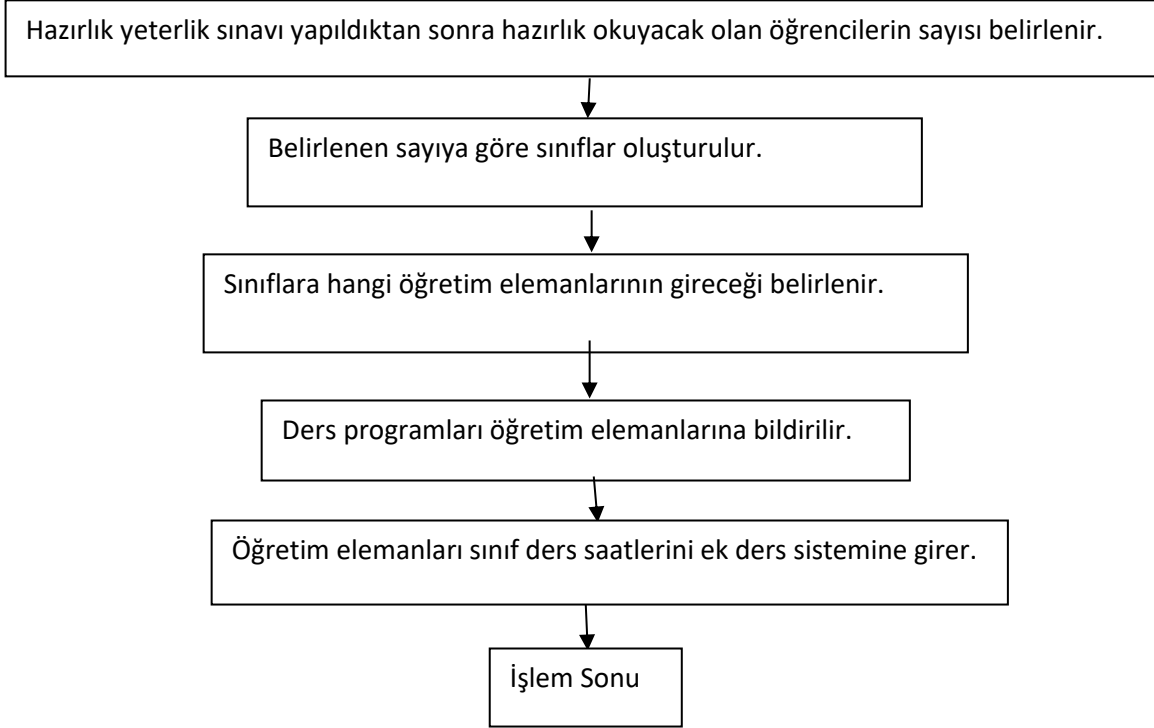 Hazırlık yeterlik sınavı yapıldıktan sonra hazırlık okuyacak olan öğrencilerin sayısı belirlenir.
Belirlenen sayıya göre sınıflar oluşturulur.
Sınıflara hangi öğretim elemanlarının gireceği belirlenir.
Ders programları öğretim elemanlarına bildirilir.
Öğretim elemanları sınıf ders saatlerini ek ders sistemine girer.
İşlem Sonu